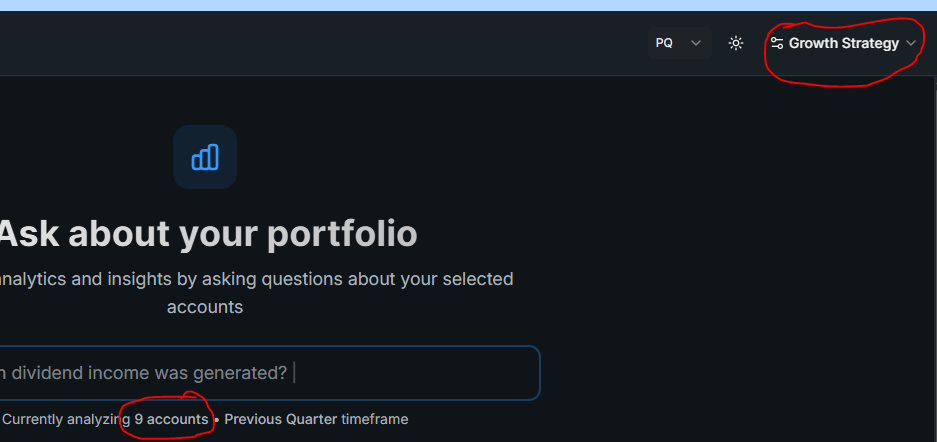 PQ
Growth Strategy
Ask about your portfolio
analytics and insights by asking questions about your selected
accounts
dividend income was generated?
Currently analyzing 9 accounts • Previous Quarter timeframe